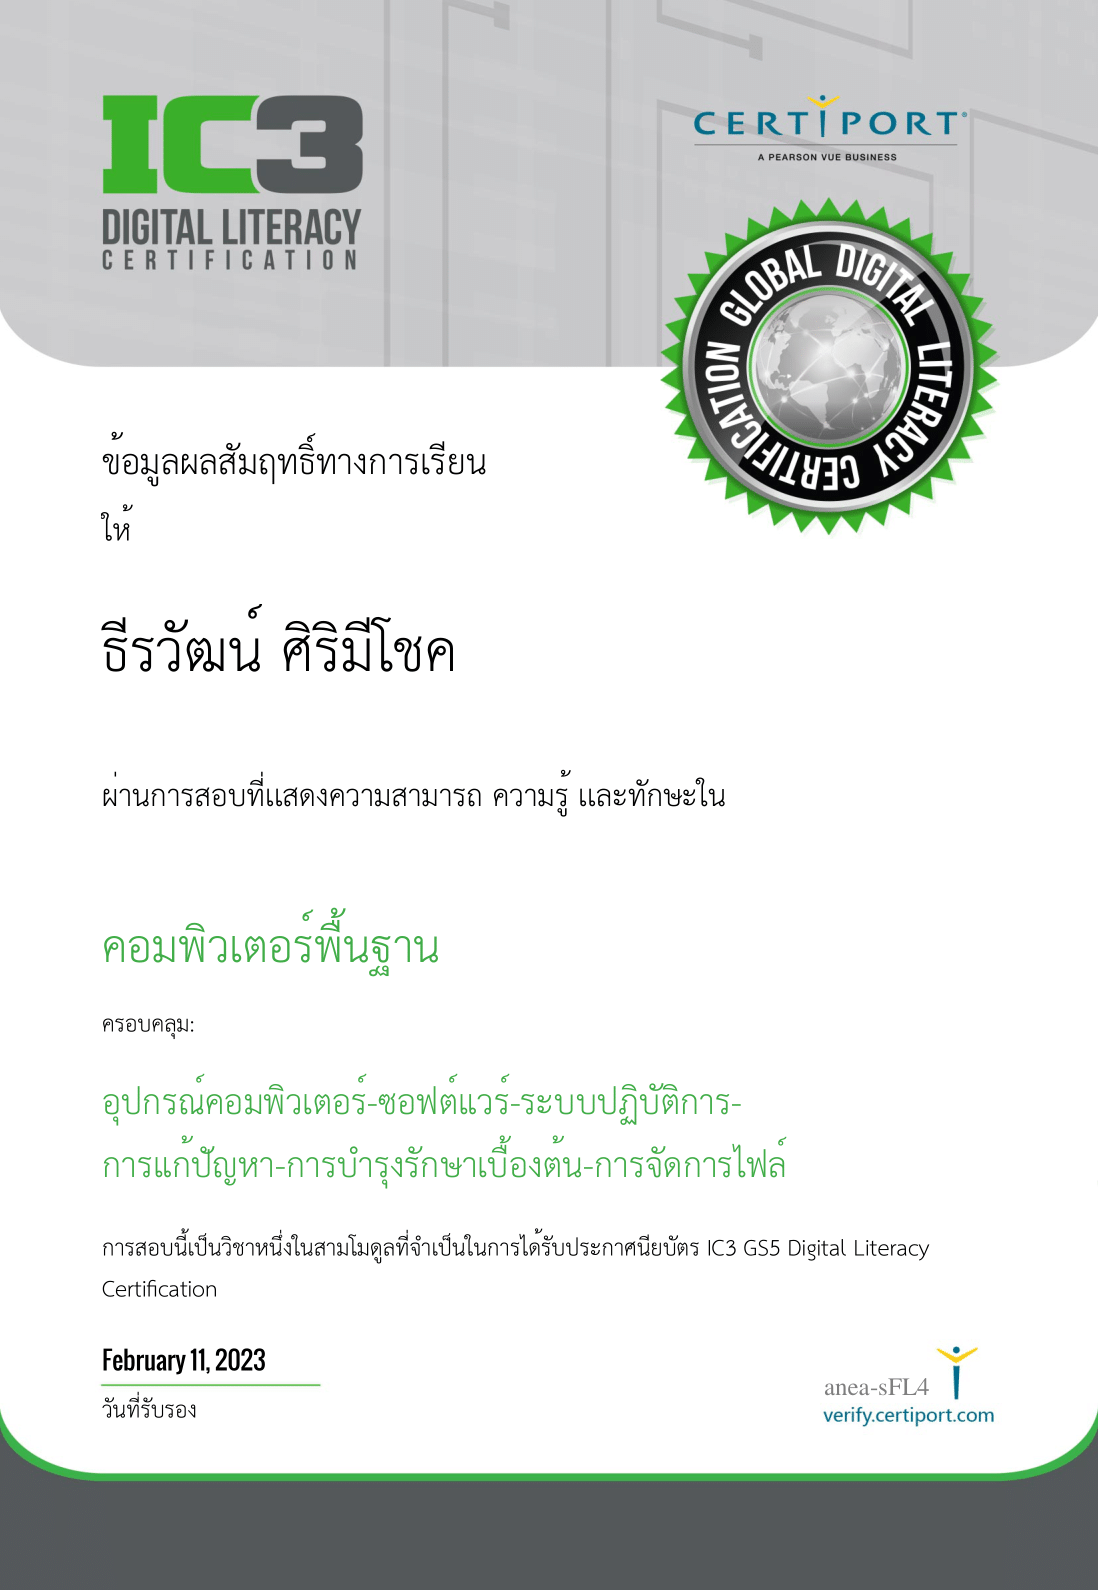 IC3
DIGITAL LITERACY
CERTIFICATION
CERTIPORT®
A PEARSON VUE BUSINESS
GLOBAL DIGITAL LITERACY CERTIFICATION
ข้อมูลผลสัมฤทธิ์ทางการเรียน
ให้
ธีรวัฒน์ ศิริมีโชค
ผ่านการสอบที่แสดงความสามารถ ความรู้ และทักษะใน
คอมพิวเตอร์พื้นฐาน
ครอบคลุม:
อุปกรณ์คอมพิวเตอร์-ซอฟต์แวร์-ระบบปฏิบัติการ-
การแก้ปัญหา-การบำรุงรักษาเบื้องต้น-การจัดการไฟล์
การสอบนี้เป็นวิชาหนึ่งในสามโมดูลที่จำเป็นในการได้รับประกาศนียบัตร IC3 GS5 Digital Literacy
Certification
February 11, 2023
วันที่รับรอง
anea-sFL4
verify.certiport.com